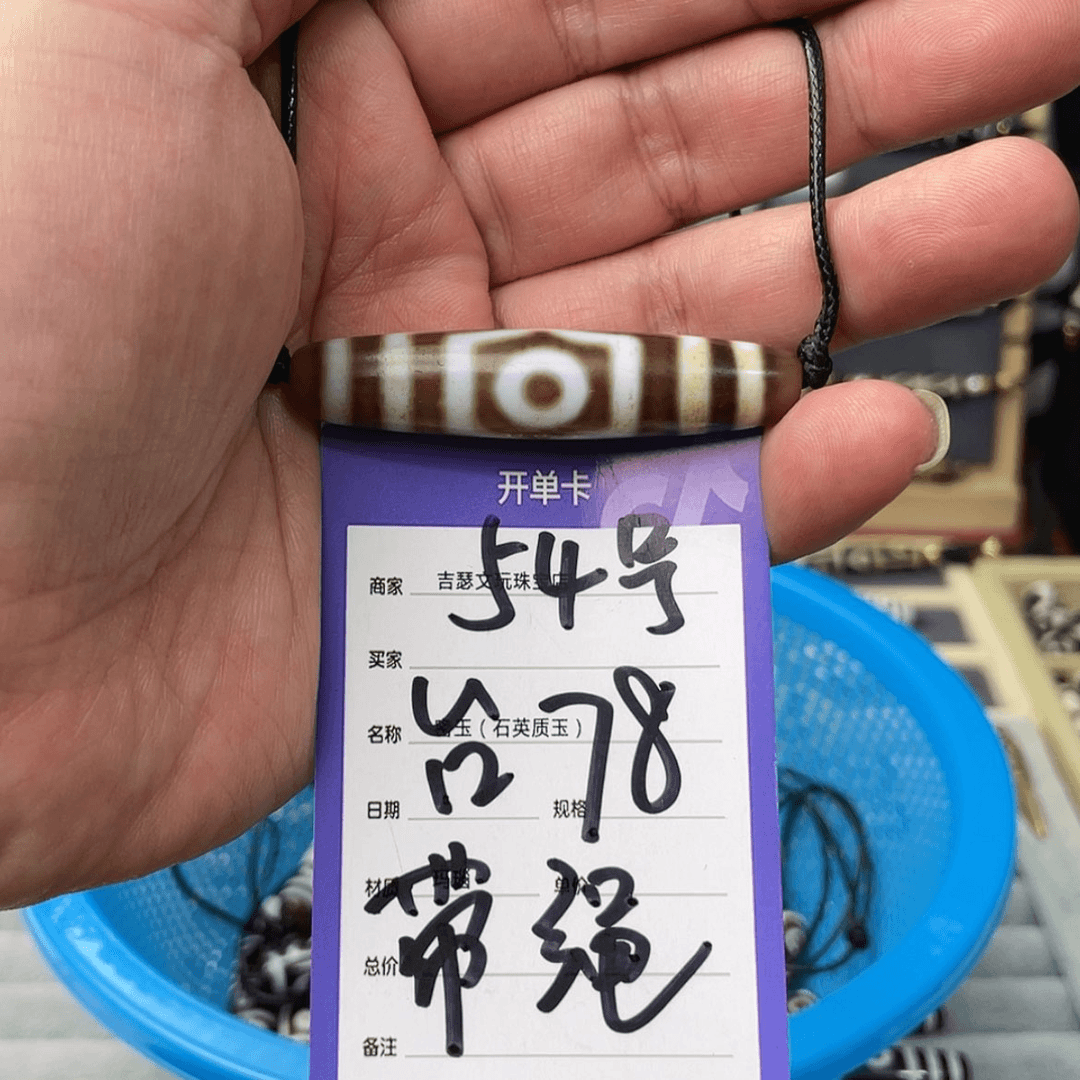 开单卡
54号
商家 吉瑟文玩珠宝店
买家
台78
名称 玉（石英质玉）
日期 规格
带绳
材质 玛瑙 单价
总价
备注